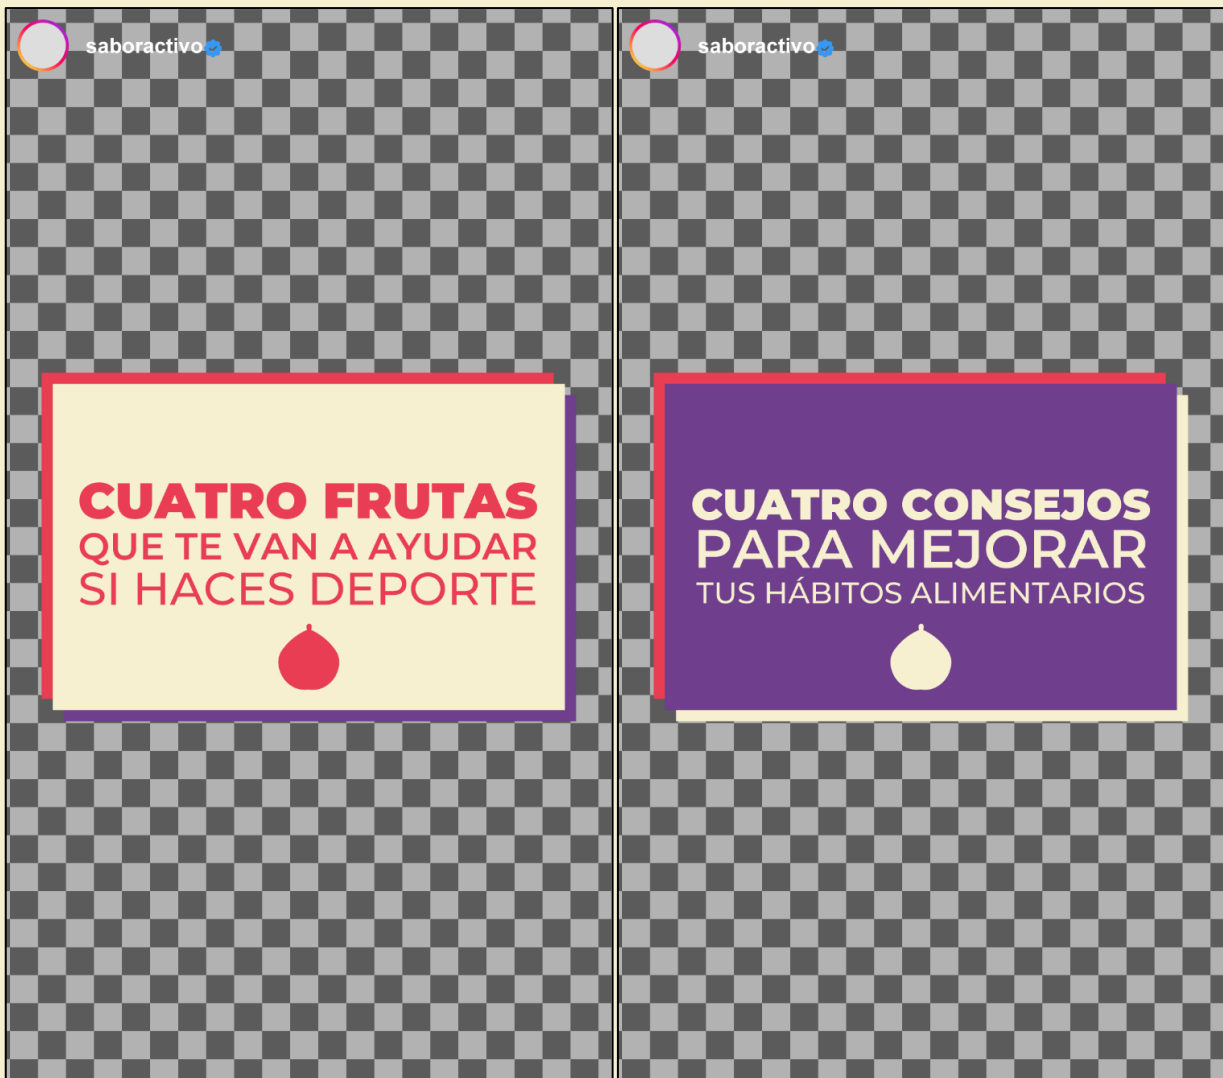 saboractivo
CUATRO FRUTAS
QUE TE VAN A AYUDAR
SI HACES DEPORTE
saboractivo
CUATRO CONSEJOS
PARA MEJORAR
TUS HÁBITOS ALIMENTARIOS